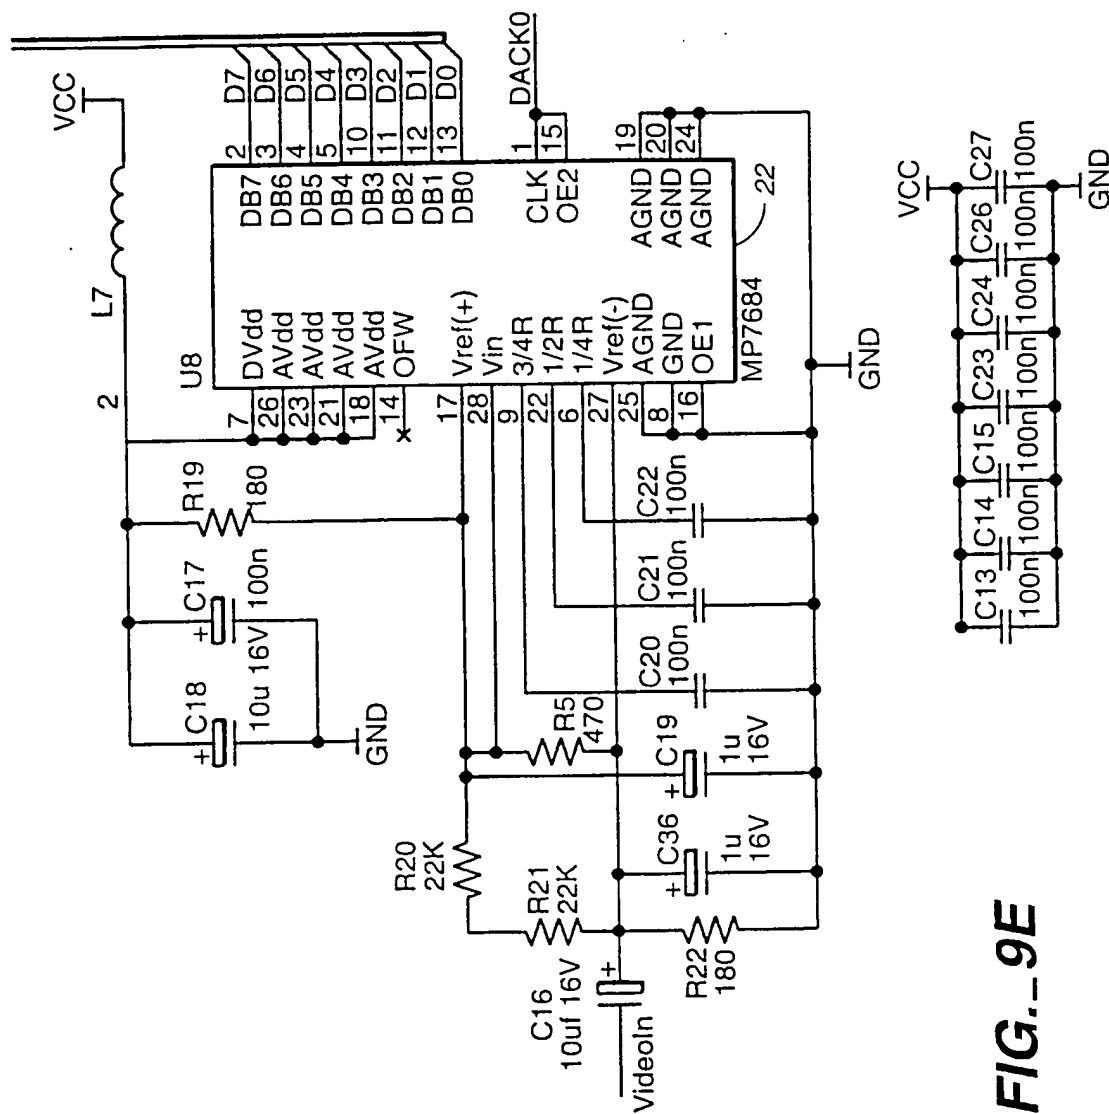 VCC
L7
2
D7
D6
D5
D4
D3
D2
D1
D0
2
3
4
5
10
11
12
13
DB7
DB6
DB5
DB4
DB3
DB2
DB1
DB0
DACK0
1
15
CLK
OE2
19
20
24
AGND
AGND
AGND
22
U8
MP7684
DVdd
AVdd
AVdd
AVdd
AVdd
OFW
Vref(+)
Vin
3/4R
1/2R
1/4R
Vref(-)
AGND
GND
OE1
7
26
23
21
18
14
17
28
9
22
6
27
25
8
16
R19
180
C17
100n
C18
10u 16V
GND
C22
100n
C21
100n
C20
100n
R5
470
C19
1u
16V
C36
1u
16V
R20
22K
R21
22K
R22
180
C16
10uf 16V
+
+
+
+
+
VideoIn
GND
VCC
C27
100n
C26
100n
C24
100n
C23
100n
C15
100n
C14
100n
C13
100n
GND
FIG._9E